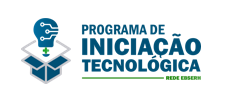 PROGRAMA DE
INICIAÇÃO
TECNOLÓGICA
REDE EBSERH